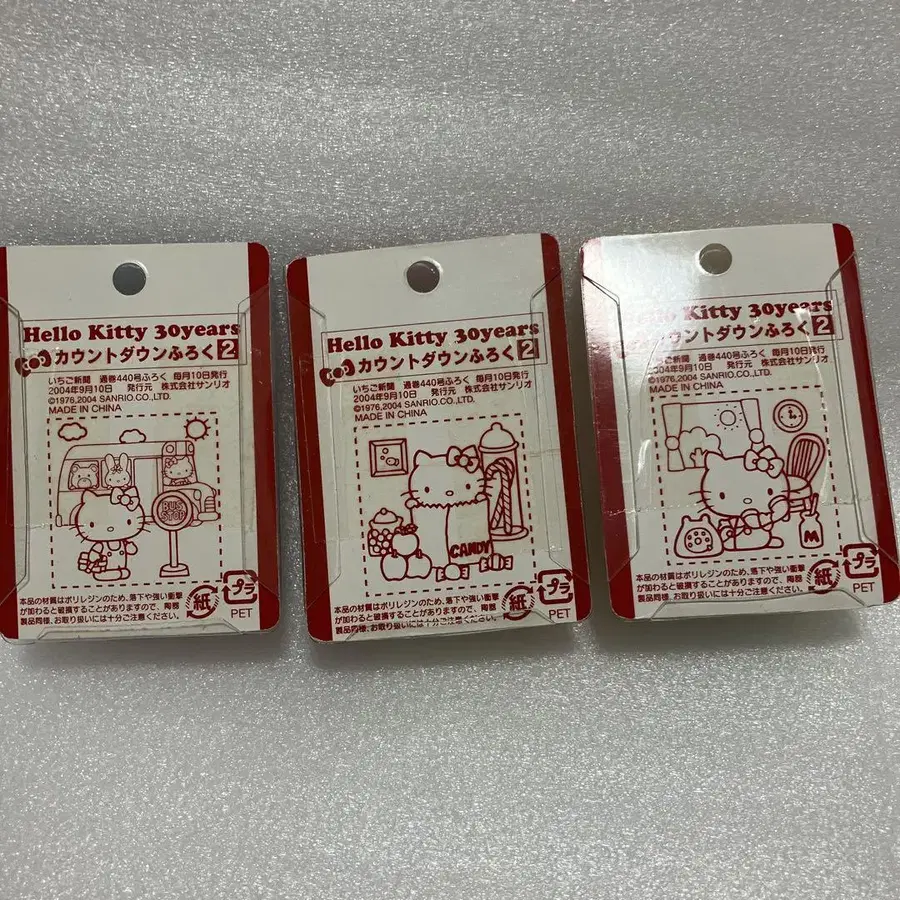 Hello Kitty 30years
カウントダウンふろく2
いちご新聞 通巻440号ふろく 毎月10日発行
2004年9月10日 発行元 株式会社サンリオ
©1976,2004 SANRIO.CO.,LTD.
MADE IN CHINA
BUS STOP
本品の材質はポリレジンのため、落下や強い衝撃
が加わると破損することがありますので、陶器
製品同様、お取り扱いには十分ご注意ください。
紙
プラ
PET
Hello Kitty 30years
カウントダウンふろく2
いちご新聞 通巻440号ふろく 毎月10日発行
2004年9月10日 発行元 株式会社サンリオ
©1976,2004 SANRIO.CO.,LTD.
MADE IN CHINA
CANDY
本品の材質はポリレジンのため、落下や強い衝撃
が加わると破損することがありますので、陶器
製品同様、お取り扱いには十分ご注意ください。
紙
プラ
PET
Hello Kitty 30years
カウントダウンふろく2
いちご新聞 通巻440号ふろく 毎月10日発行
2004年9月10日 発行元 株式会社サンリオ
©1976,2004 SANRIO.CO.,LTD.
MADE IN CHINA
M
本品の材質はポリレジンのため、落下や強い衝撃
が加わると破損することがありますので、陶器
製品同様、お取り扱いには十分ご注意ください。
紙
プラ
PET